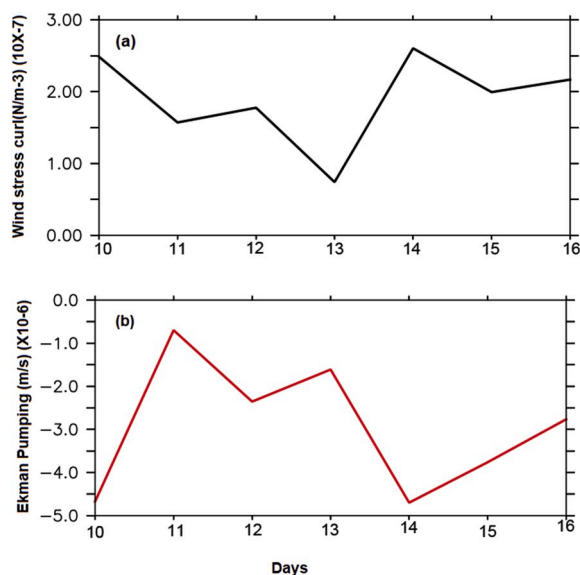 Wind stress curl(N/m-3) (10X-7)
(a)
3.00
2.00
1.00
0.00
10 11 12 13 14 15 16
Ekman Pumping (m/s) (X10-6)
(b)
0.0
−1.0
−2.0
−3.0
−4.0
−5.0
10 11 12 13 14 15 16
Days